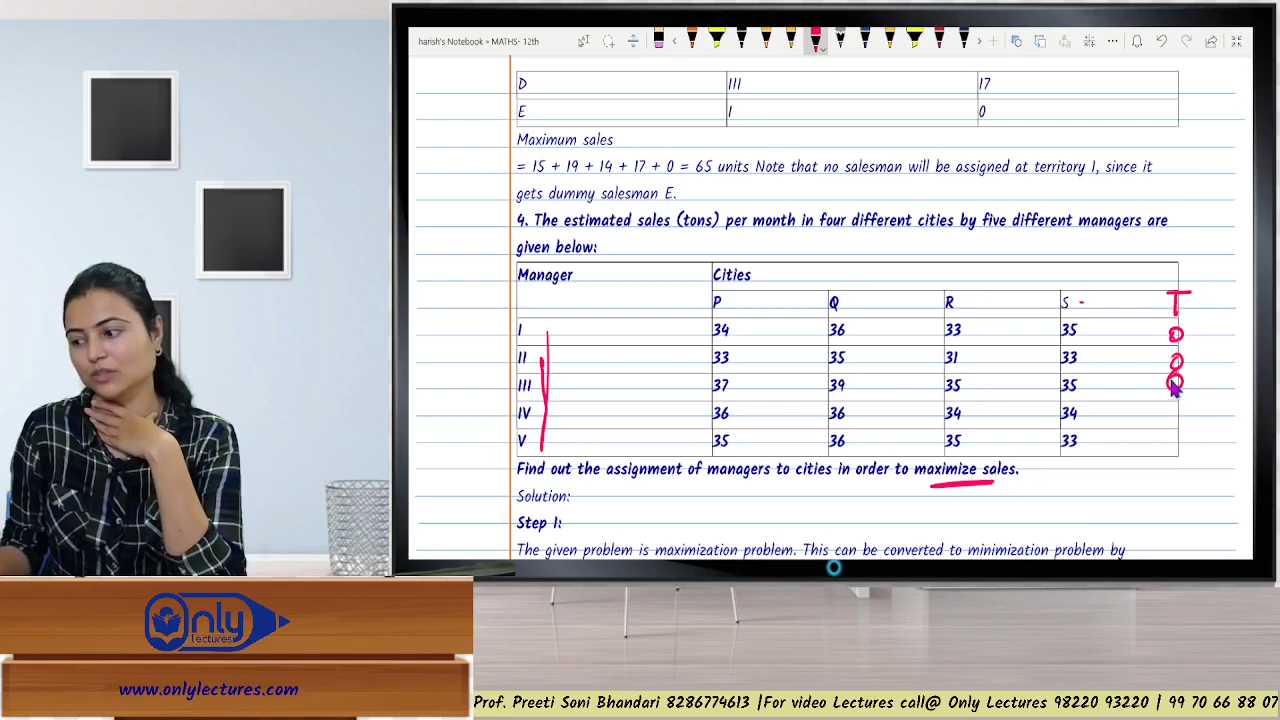 harish's Notebook » MATHS- 12th
D III 17
E I 0
Maximum sales
= 15 + 19 + 14 + 17 + 0 = 65 units Note that no salesman will be assigned at territory I, since it
gets dummy salesman E.
4. The estimated sales (tons) per month in four different cities by five different managers are
given below:
Manager Cities
P Q R S - T
I 34 36 33 35 0
II 33 35 31 33 0
III 37 39 35 35 0
IV 36 36 34 34
V 35 36 35 33
Find out the assignment of managers to cities in order to maximize sales.
Solution:
Step I:
The given problem is maximization problem. This can be converted to minimization problem by
Only
lectures
www.onlylectures.com
Prof. Preeti Soni Bhandari 8286774613 |For video Lectures call@ Only Lectures 98220 93220 | 99 70 66 88 07